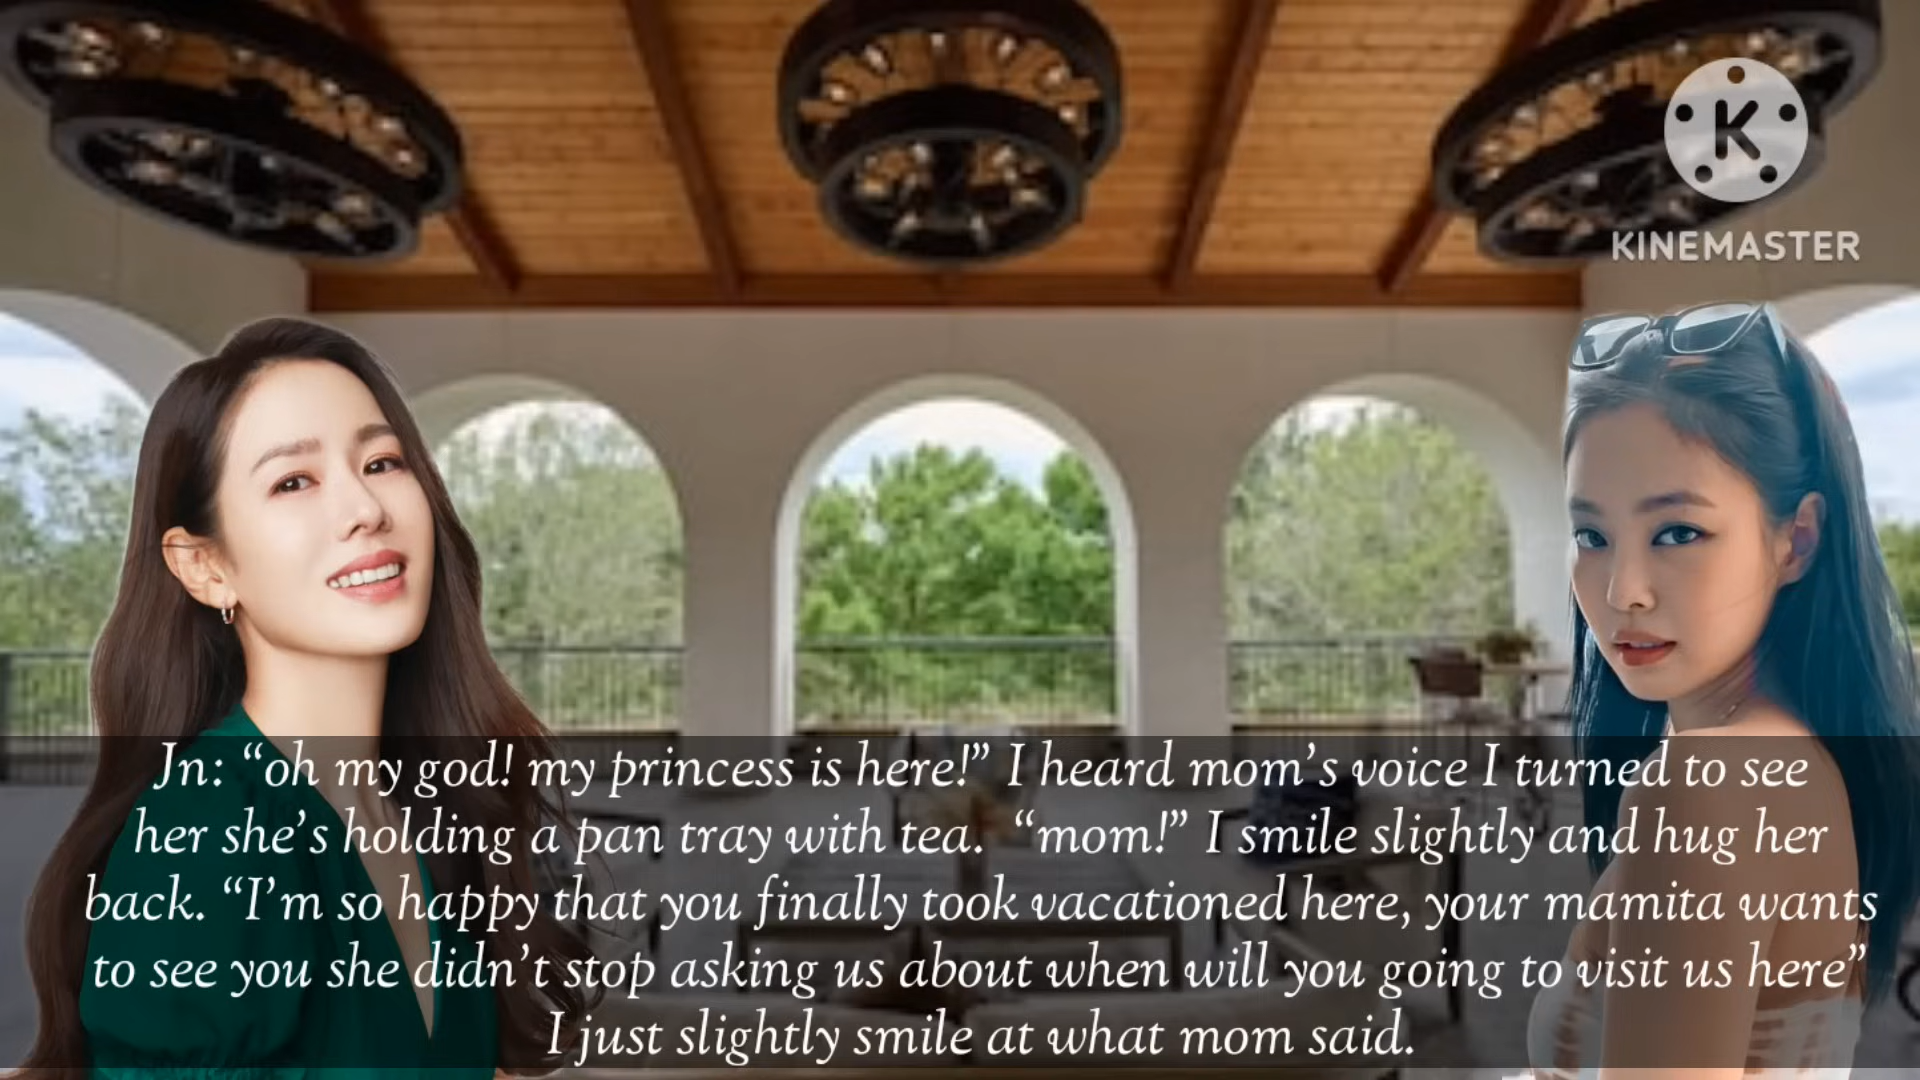 K
KINEMASTER
Jn: “oh my god! my princess is here!” I heard mom’s voice I turned to see
her she’s holding a pan tray with tea. “mom!” I smile slightly and hug her
back. “I’m so happy that you finally took vacationed here, your mamita wants
to see you she didn’t stop asking us about when will you going to visit us here”
I just slightly smile at what mom said.